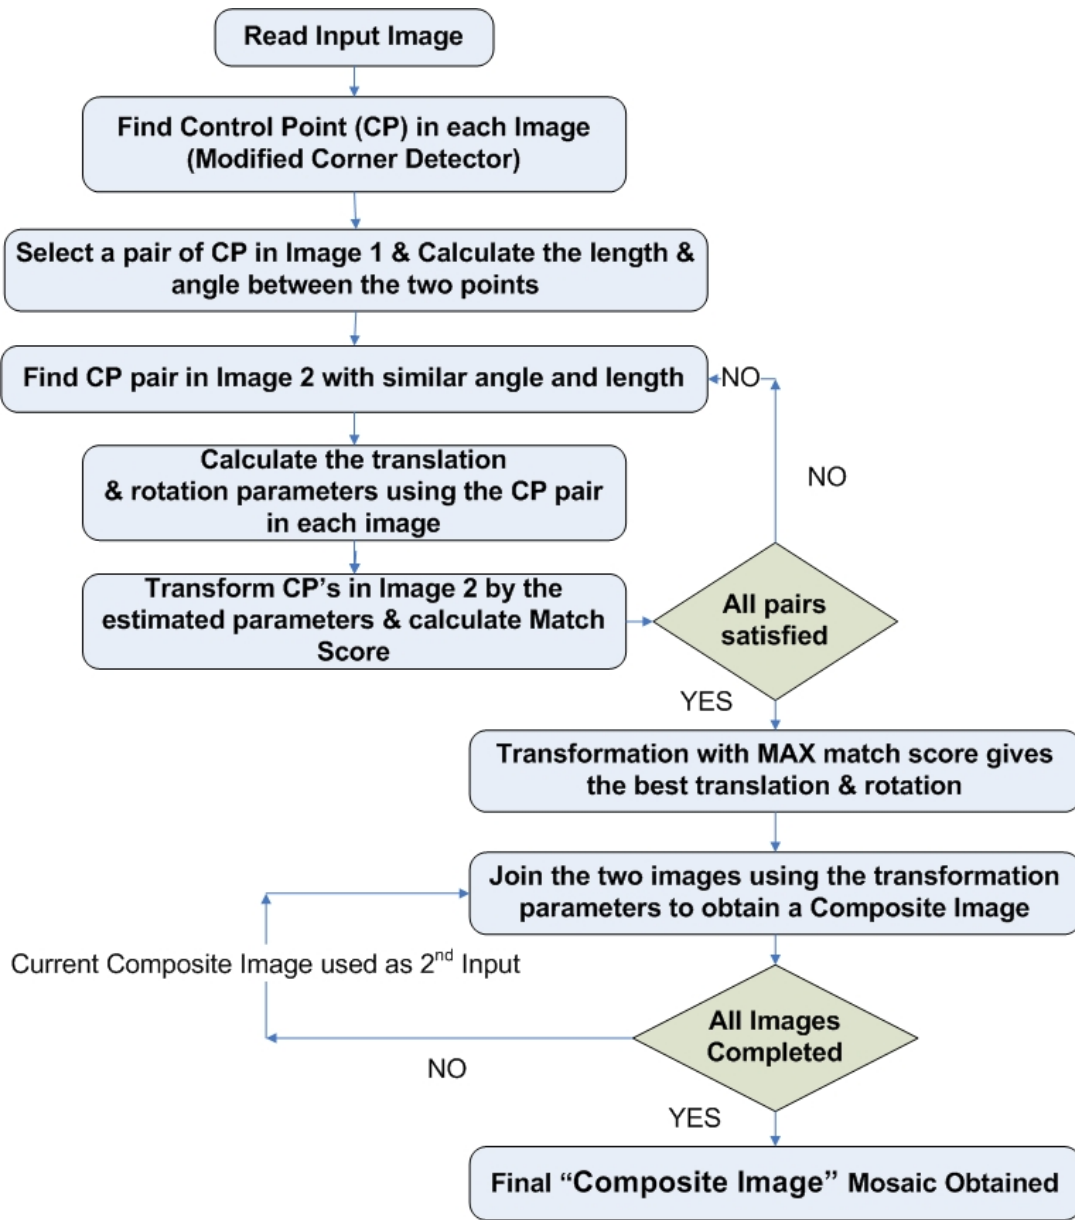 Read Input Image
Find Control Point (CP) in each Image
(Modified Corner Detector)
Select a pair of CP in Image 1 & Calculate the length &
angle between the two points
Find CP pair in Image 2 with similar angle and length
NO
Calculate the translation
& rotation parameters using the CP pair
in each image
NO
Transform CP's in Image 2 by the
estimated parameters & calculate Match
Score
All pairs
satisfied
YES
Transformation with MAX match score gives
the best translation & rotation
Join the two images using the transformation
parameters to obtain a Composite Image
Current Composite Image used as 2nd Input
All Images
Completed
NO
YES
Final “Composite Image” Mosaic Obtained